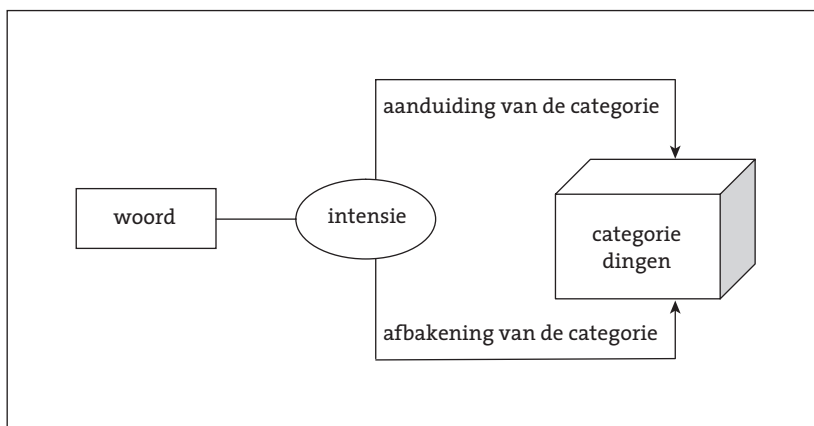 aanduiding van de categorie
woord
intensie
categorie
dingen
afbakening van de categorie